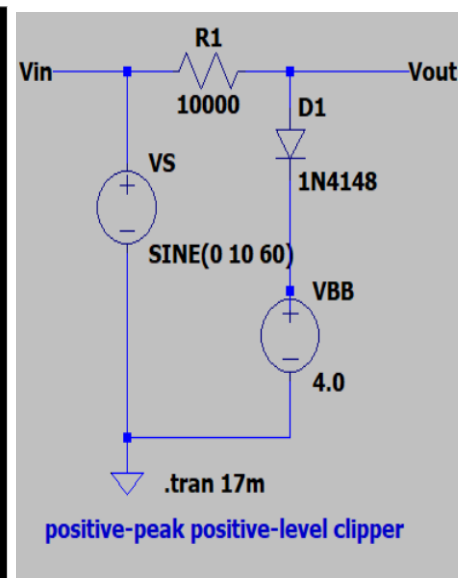 R1
Vin
Vout
10000
D1
VS
1N4148
SINE(0 10 60)
VBB
4.0
.tran 17m
positive-peak positive-level clipper